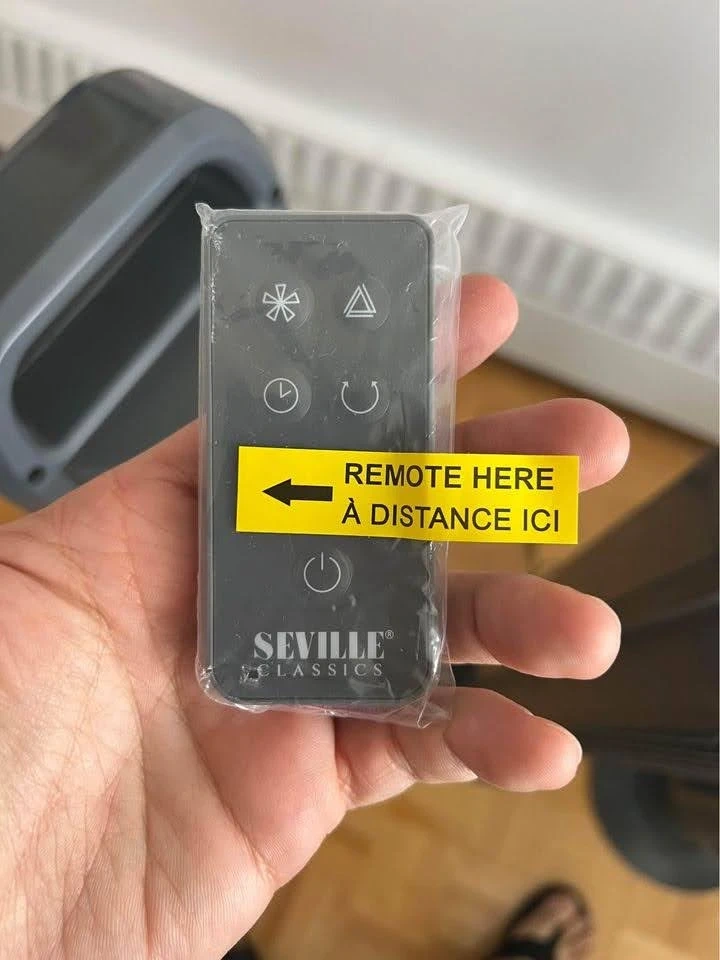 REMOTE HERE
À DISTANCE ICI
SEVILLE®
CLASSICS